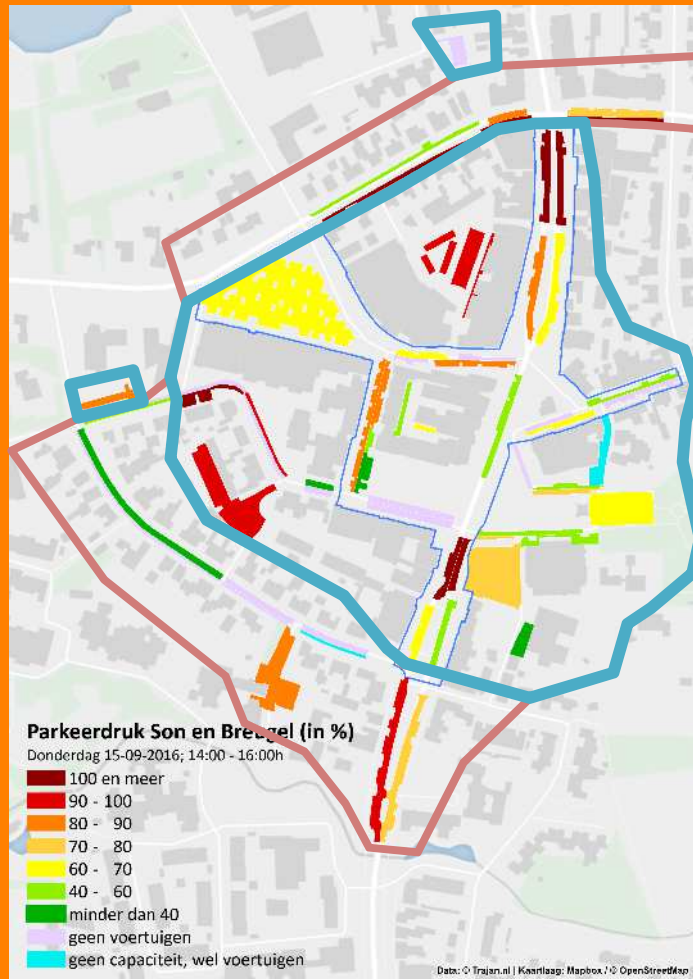 Parkeerdruk Son en Breugel (in %)
Donderdag 15-09-2016; 14:00 - 16:00h
100 en meer
90 - 100
80 - 90
70 - 80
60 - 70
40 - 60
minder dan 40
geen voertuigen
geen capaciteit, wel voertuigen
Data: © Trajan.nl | Kaartlaag: Mapbox / © OpenStreetMap